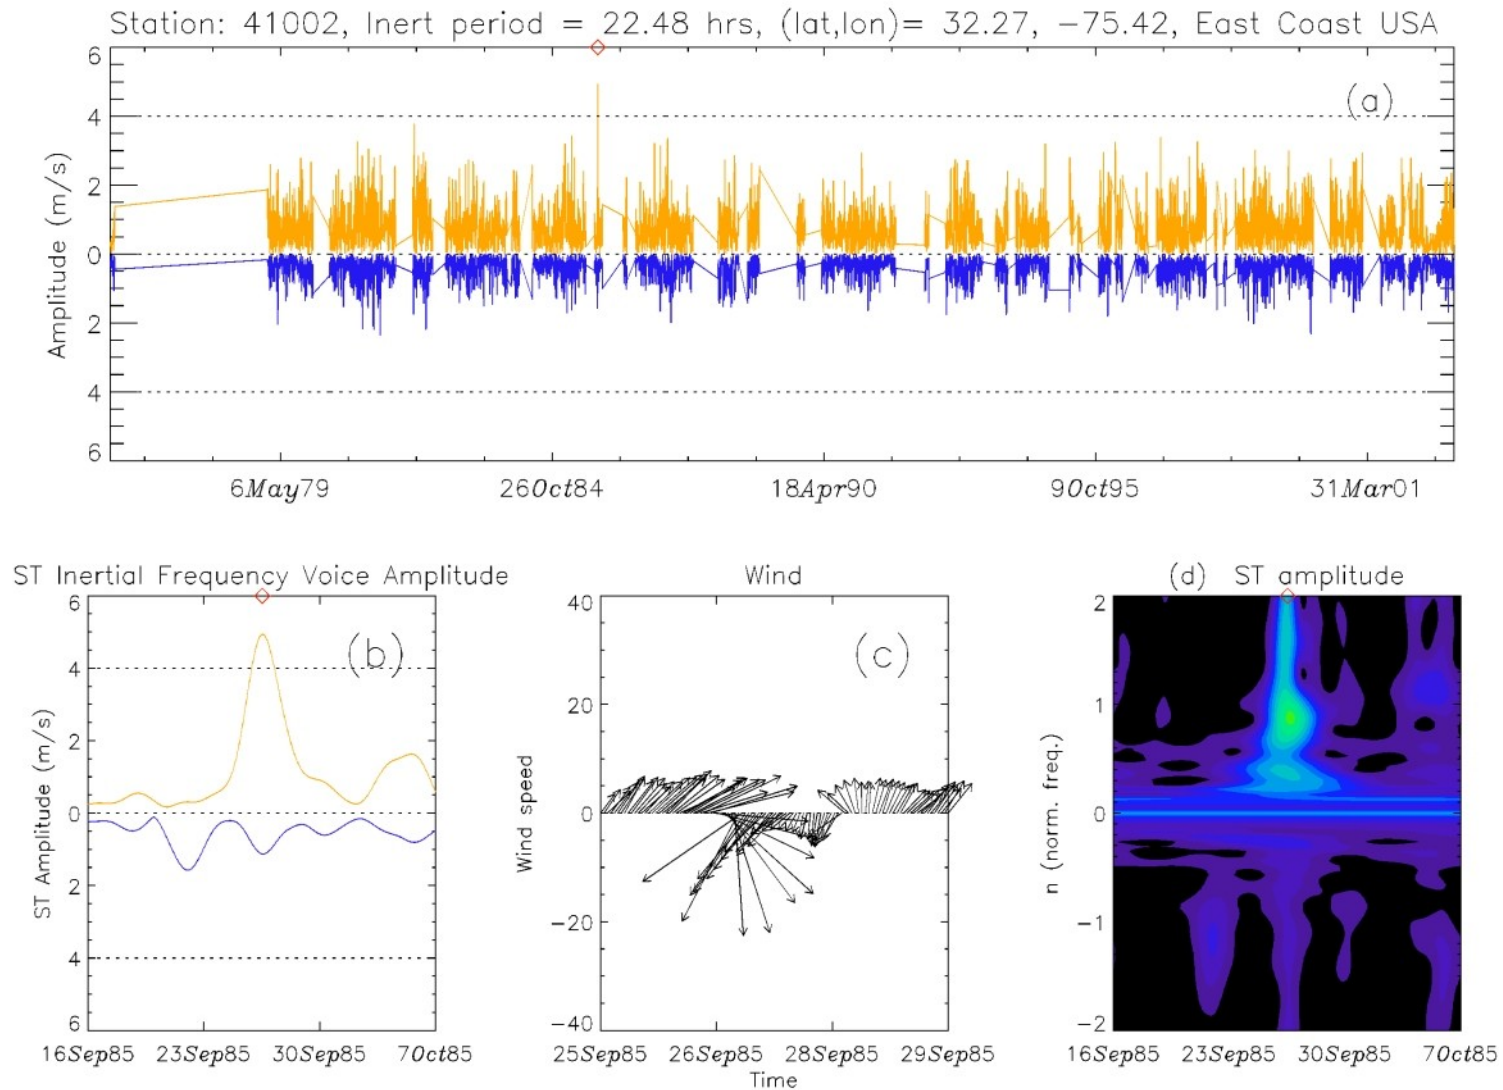 Station: 41002, Inert period = 22.48 hrs, (lat,lon)= 32.27, −75.42, East Coast USA
(a)
Amplitude (m/s)
6
4
2
0
2
4
6
6May79 26Oct84 18Apr90 9Oct95 31Mar01
ST Inertial Frequency Voice Amplitude
(b)
ST Amplitude (m/s)
6
4
2
0
2
4
6
16Sep85 23Sep85 30Sep85 7Oct85
Wind
(c)
Wind speed
40
20
0
−20
−40
25Sep85 26Sep85 28Sep85 29Sep85
Time
(d) ST amplitude
n (norm. freq.)
2
1
0
−1
−2
16Sep85 23Sep85 30Sep85 7Oct85